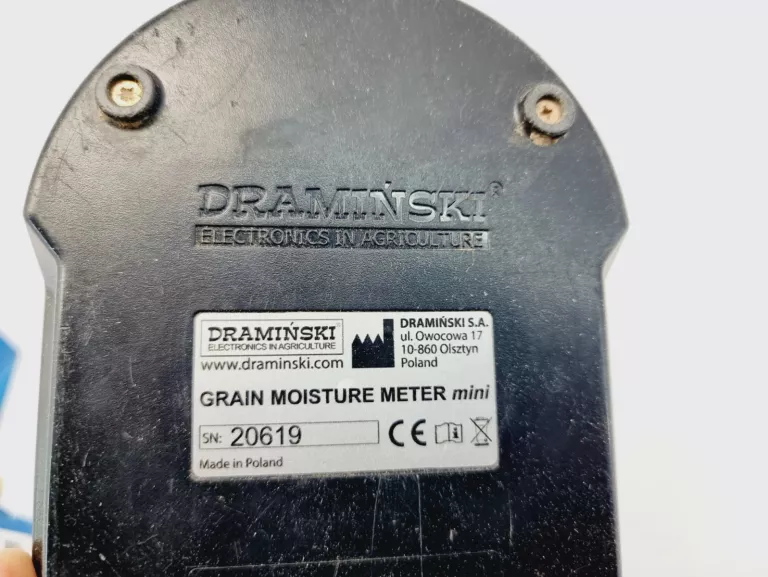 DRAMIŃSKI®
ELECTRONICS IN AGRICULTURE
DRAMIŃSKI®
ELECTRONICS IN AGRICULTURE
www.draminski.com
DRAMIŃSKI S.A.
ul. Owocowa 17
10-860 Olsztyn
Poland
GRAIN MOISTURE METER mini
SN: 20619 CE
Made in Poland